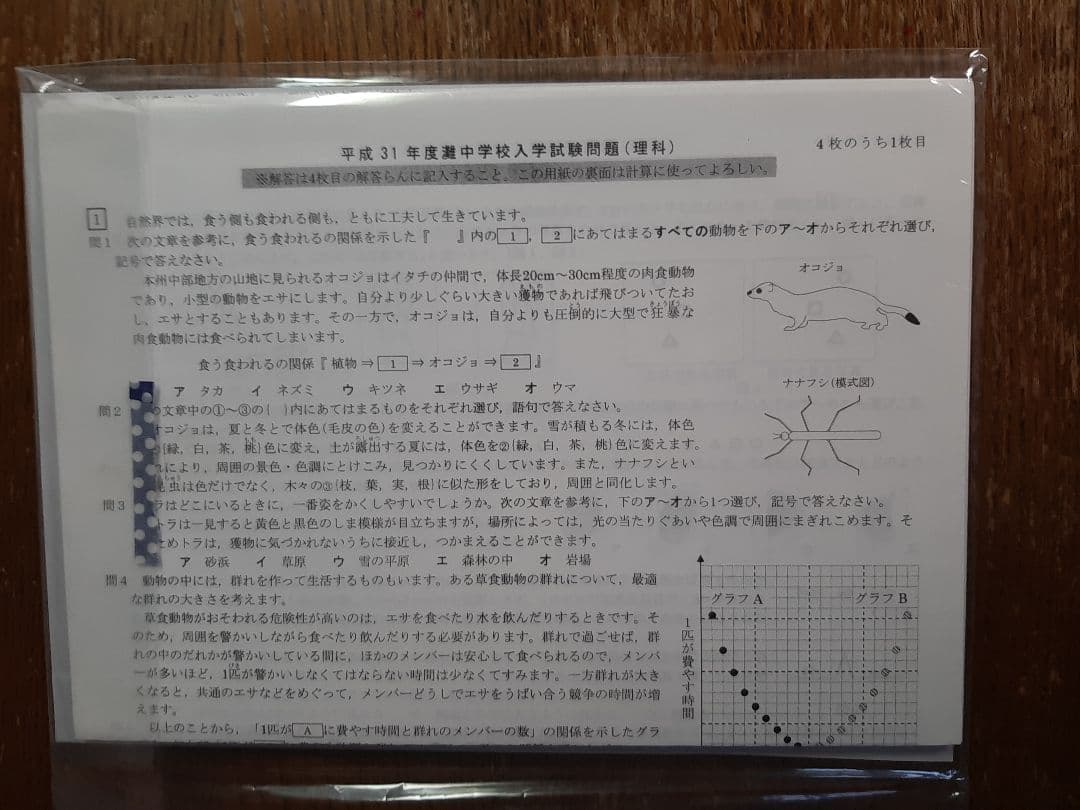 平成31年度灘中学校入学試験問題(理科)
4枚のうち1枚目
※解答は4枚目の解答らんに記入すること。この用紙の裏面は計算に使ってよろしい。
1 自然界では，食う側も食われる側も，ともに工夫して生きています。
問1 次の文章を参考に，食う食われるの関係を示した『　　』内の 1 ， 2 にあてはまるすべての動物を下のア～オからそれぞれ選び，
記号で答えなさい。
本州中部地方の山地に見られるオコジョはイタチの仲間で，体長20cm～30cm程度の肉食動物
であり，小型の動物をエサにします。自分より少しぐらい大きい獲物であれば飛びついてたお
し，エサとすることもあります。その一方で，オコジョは，自分よりも圧倒的に大型で狂暴な
肉食動物には食べられてしまいます。
オコジョ
食う食われるの関係『 植物 ⇒ 1 ⇒ オコジョ ⇒ 2 』
ア タカ イ ネズミ ウ キツネ エ ウサギ オ ウマ
ナナフシ(模式図)
問2 の文章中の①～③の{ }内にあてはまるものをそれぞれ選び，語句で答えなさい。
オコジョは，夏と冬とで体色(毛皮の色)を変えることができます。雪が積もる冬には，体色
{緑，白，茶，桃}色に変え，土が露出する夏には，体色を②{緑，白，茶，桃}色に変えます。
れにより，周囲の景色・色調にとけこみ，見つかりにくくしています。また，ナナフシとい
昆虫は色だけでなく，木々の③{枝，葉，実，根}に似た形をしており，周囲と同化します。
問3 ラはどこにいるときに，一番姿をかくしやすいでしょうか。次の文章を参考に，下のア～オから1つ選び，記号で答えなさい。
トラは一見すると黄色と黒色のしま模様が目立ちますが，場所によっては，光の当たりぐあいや色調で周囲にまぎれこめます。そ
ためトラは，獲物に気づかれないうちに接近し，つかまえることができます。
ア 砂浜 イ 草原 ウ 雪の平原 エ 森林の中 オ 岩場
問4 動物の中には，群れを作って生活するものもいます。ある草食動物の群れについて，最適
な群れの大きさを考えます。
草食動物がおそわれる危険性が高いのは，エサを食べたり水を飲んだりするときです。そ
のため，周囲を警かいしながら食べたり飲んだりする必要があります。群れで過ごせば，群
れの中のだれかが警かいしている間に，ほかのメンバーは安心して食べられるので，メンバ
ーが多いほど，1匹が警かいしなくてはならない時間は少なくてすみます。一方群れが大き
くなると，共通のエサなどをめぐって，メンバーどうしでエサをうばい合う競争の時間が増
えます。
以上のことから，「1匹が A に費やす時間と群れのメンバーの数」の関係を示したグラ
グラフA
グラフB
1匹が費やす時間